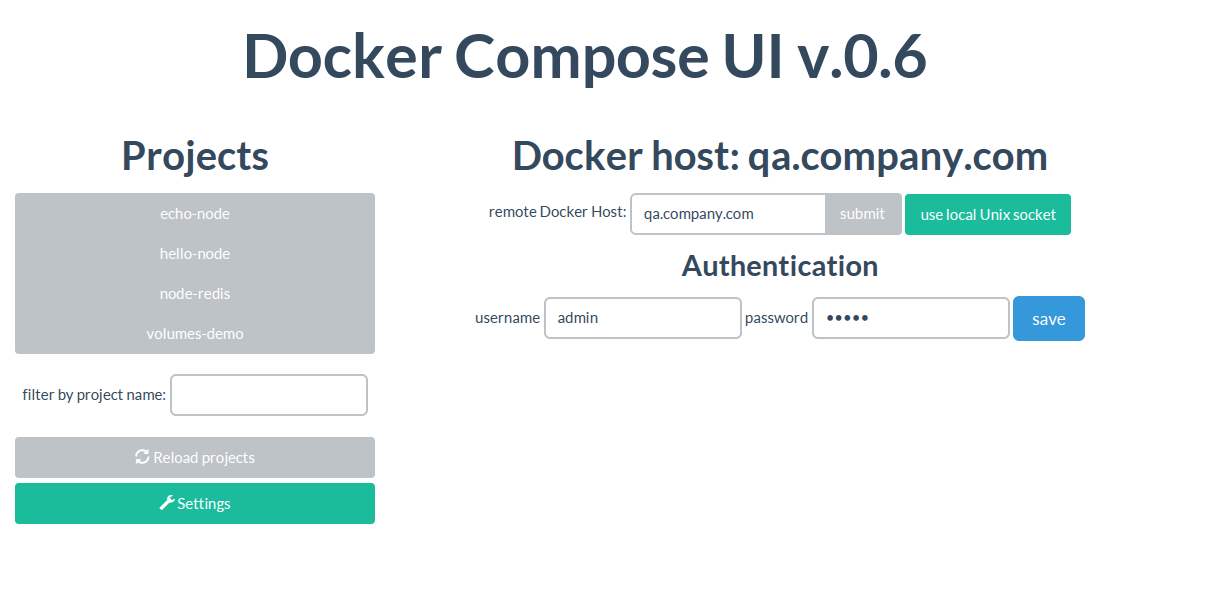 Docker Compose UI v.0.6
Projects
echo-node
hello-node
node-redis
volumes-demo
filter by project name:
Reload projects
Settings
Docker host: qa.company.com
remote Docker Host: qa.company.com submit use local Unix socket
Authentication
username admin password ••••• save